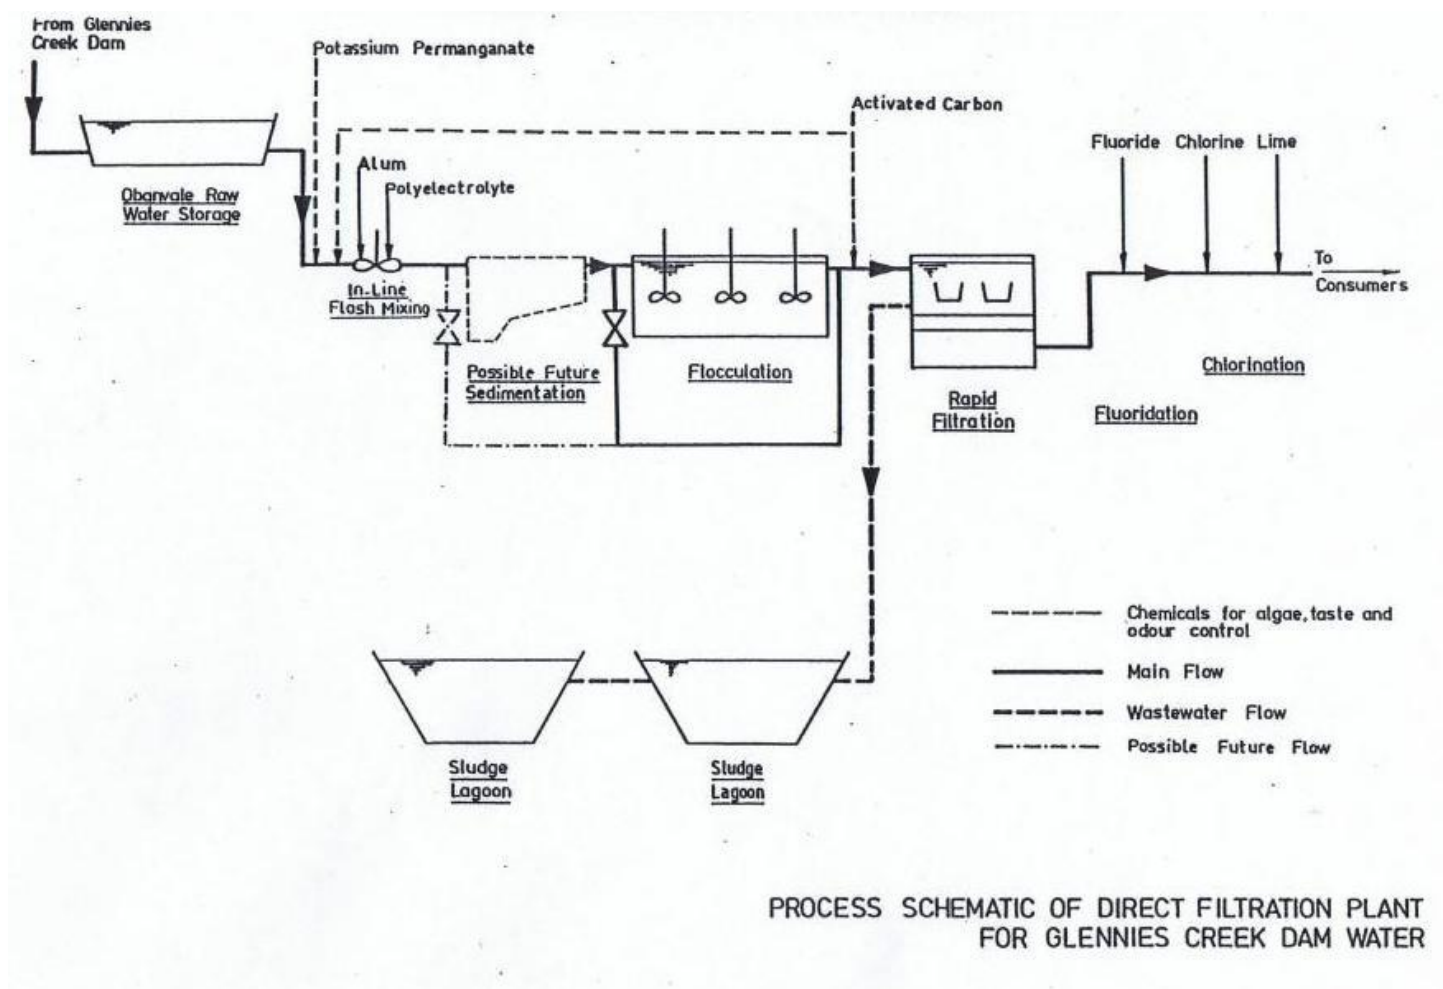 From Glennies
Creek Dam
Potassium Permanganate
Activated Carbon
Fluoride Chlorine Lime
Alum
Polyelectrolyte
Obanvale Raw
Water Storage
In-Line
Flash Mixing
To
Consumers
Possible Future
Sedimentation
Flocculation
Rapid
Filtration
Chlorination
Fluoridation
Chemicals for algae, taste and
odour control
Main Flow
Wastewater Flow
Possible Future Flow
Sludge
Lagoon
Sludge
Lagoon
PROCESS SCHEMATIC OF DIRECT FILTRATION PLANT
FOR GLENNIES CREEK DAM WATER